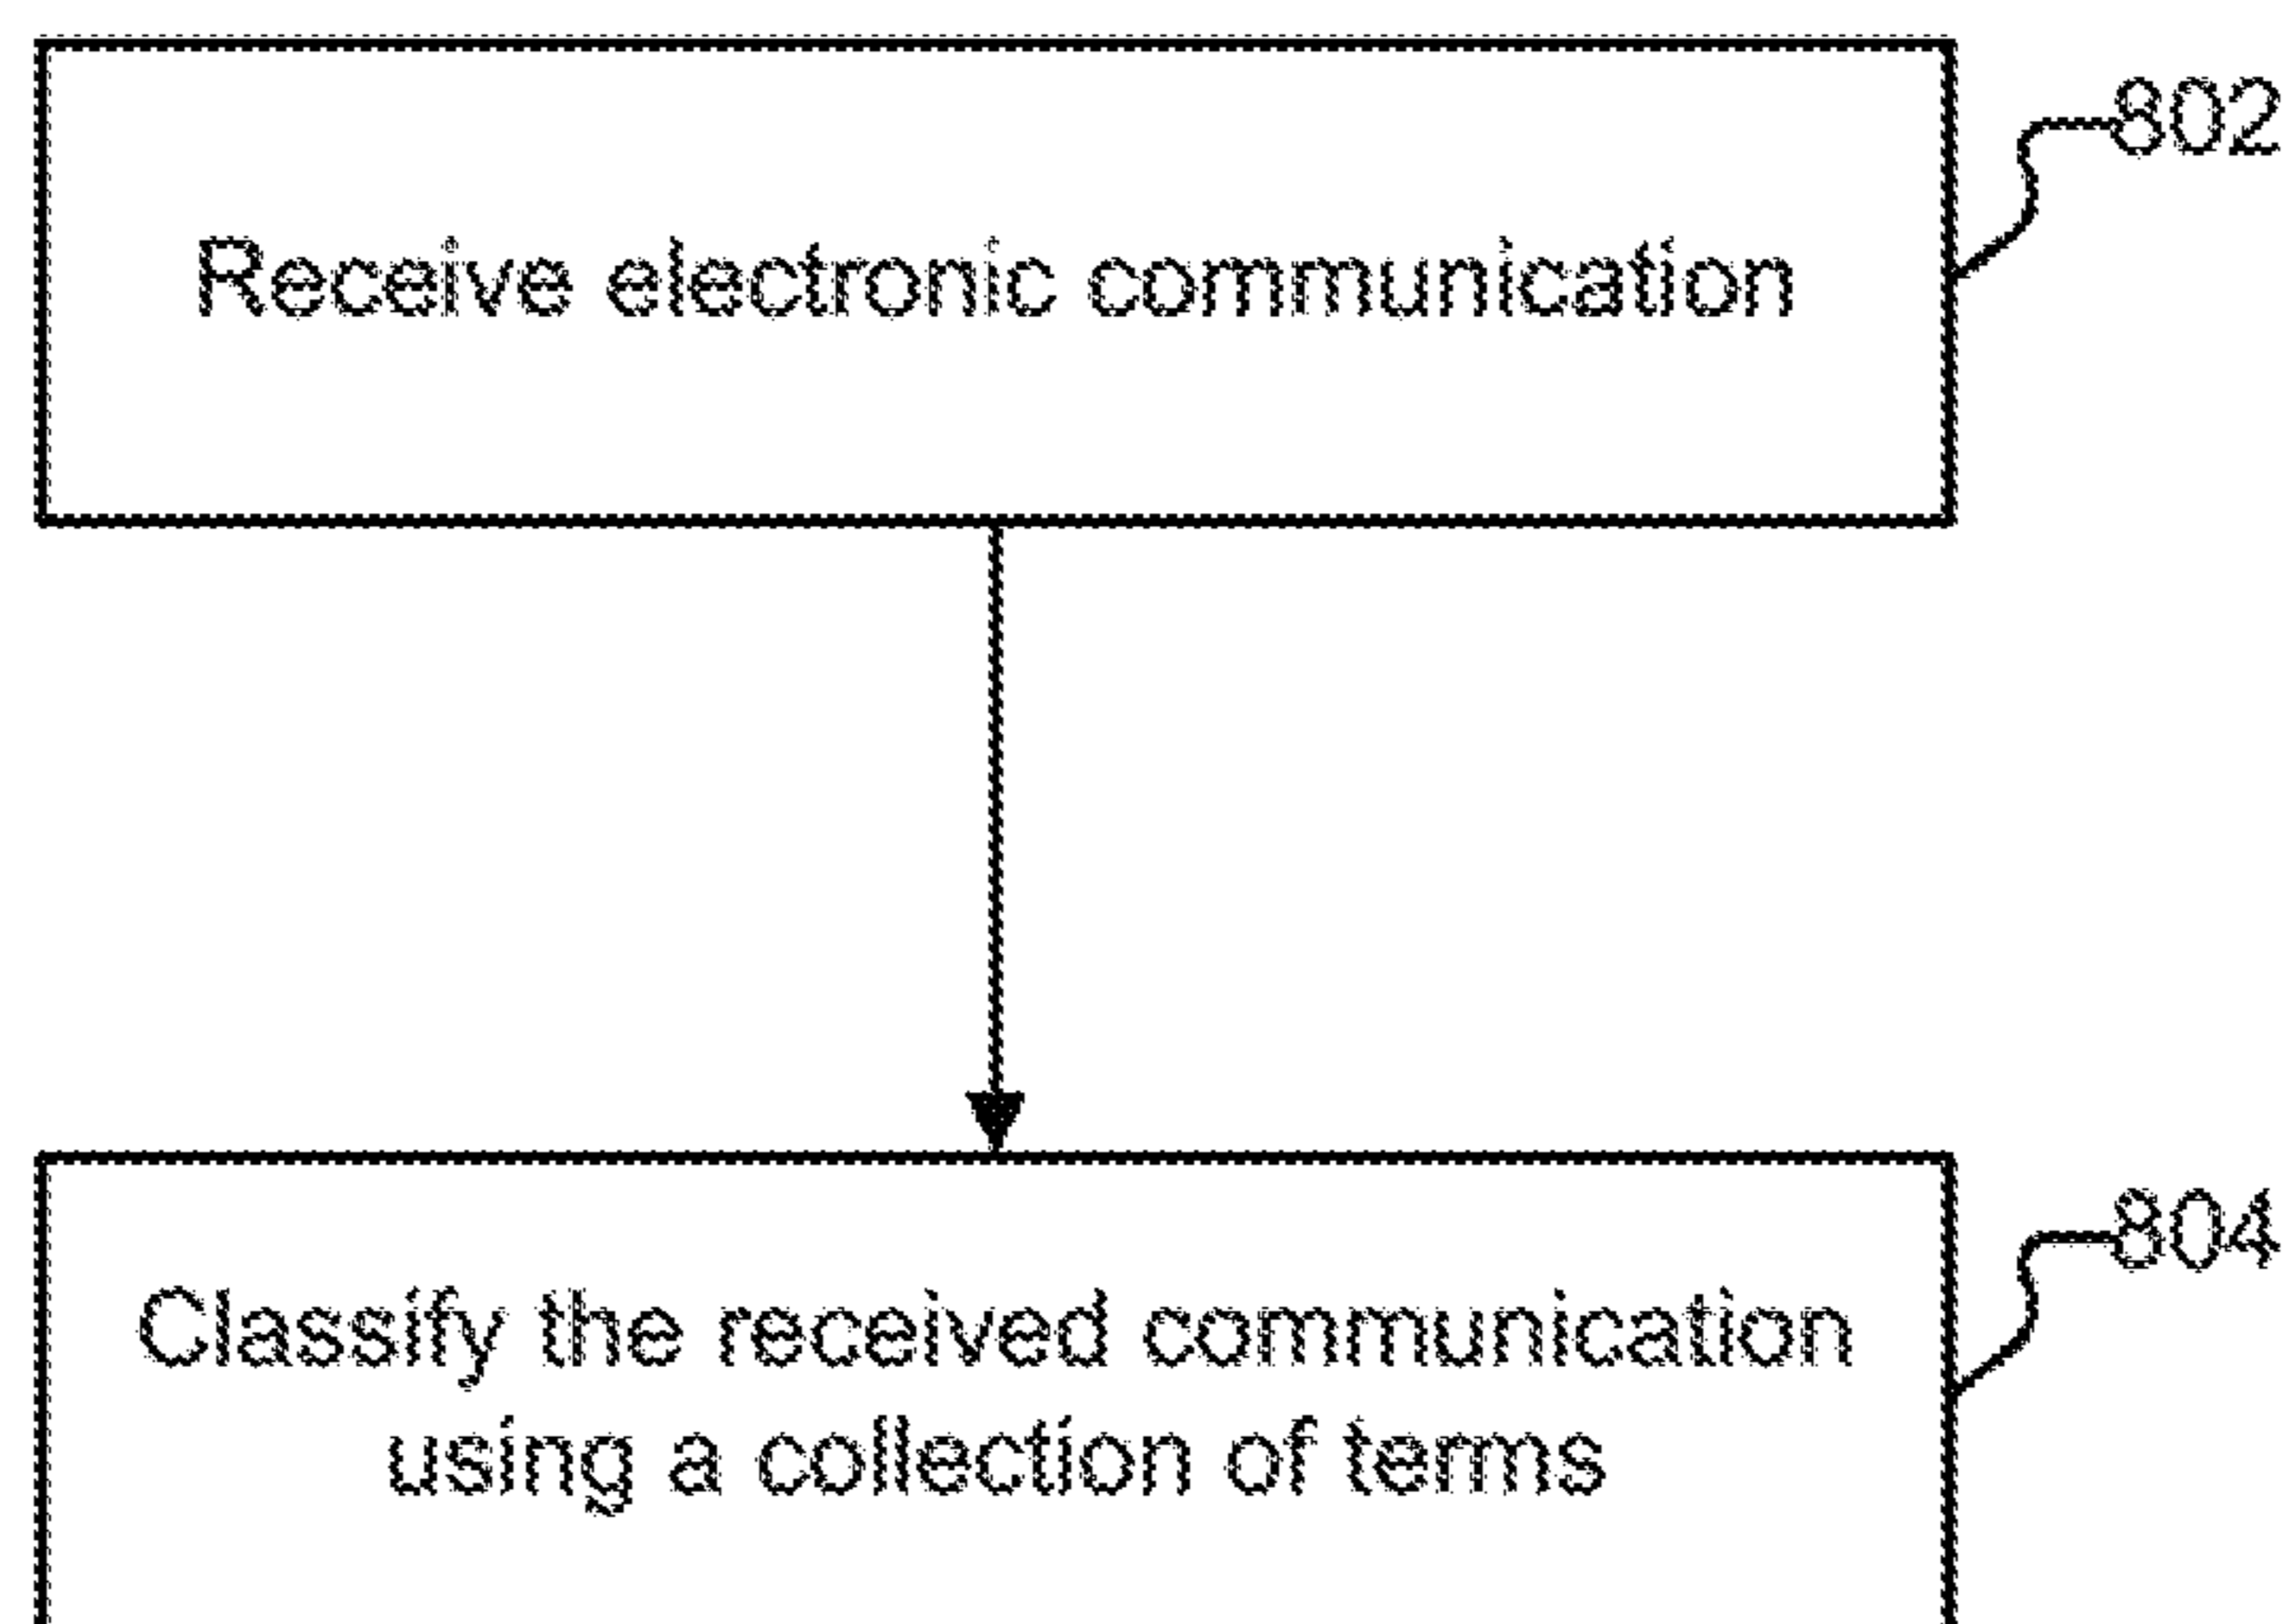 802
Receive electronic communication
804
Classify the received communication
using a collection of terms